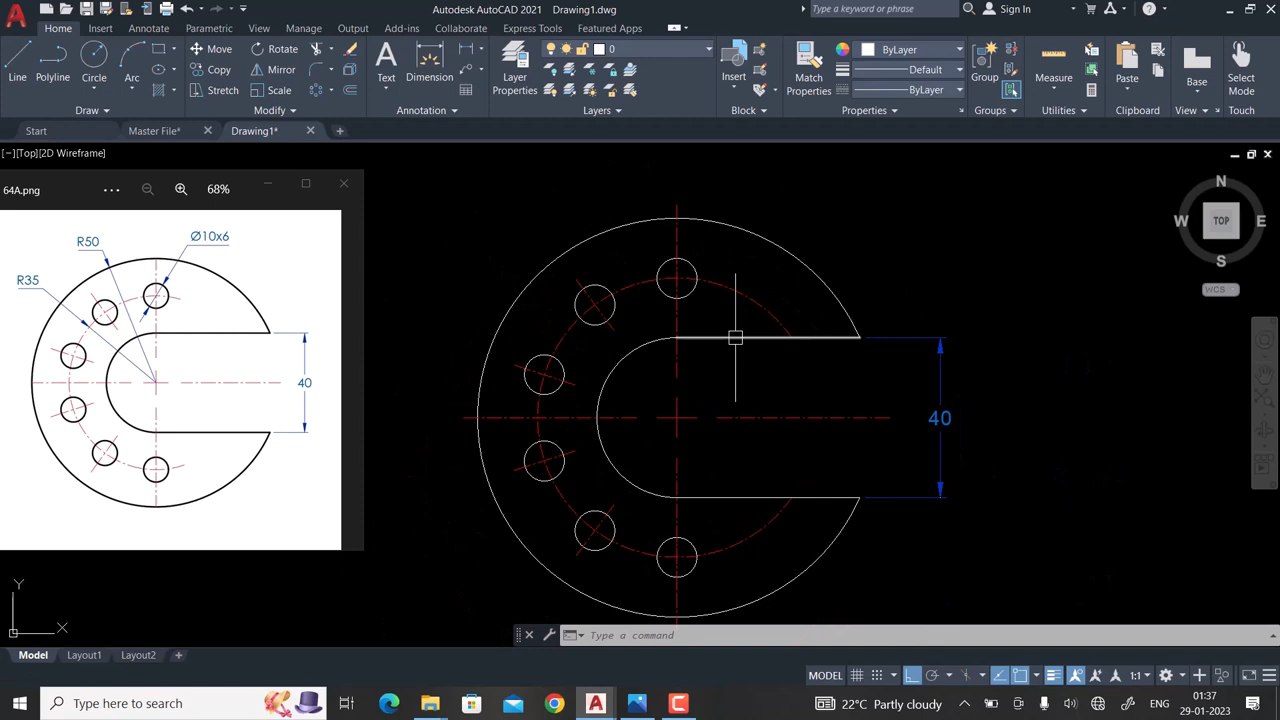 Autodesk AutoCAD 2021 Drawing1.dwg
Type a keyword or phrase
Sign In
Home Insert Annotate Parametric View Manage Output Add-ins Collaborate Express Tools Featured Apps
Line
Polyline
Circle
Arc
Move
Rotate
Copy
Mirror
Stretch
Scale
Text
Dimension
Layer
Properties
0
Insert
Match
Properties
ByLayer
Default
ByLayer
Group
Measure
Paste
Base
Select
Mode
Draw
Modify
Annotation
Layers
Block
Properties
Groups
Utilities
Clipboard
View
Touch
Start
Master File*
Drawing1*
[−][Top][2D Wireframe]
64A.png
68%
R50
Ø10x6
R35
40
40
N
W
TOP
E
S
WCS
Y
X
Type a command
Model
Layout1
Layout2
MODEL
1:1
Type here to search
22°C Partly cloudy
ENG
01:37
29-01-2023